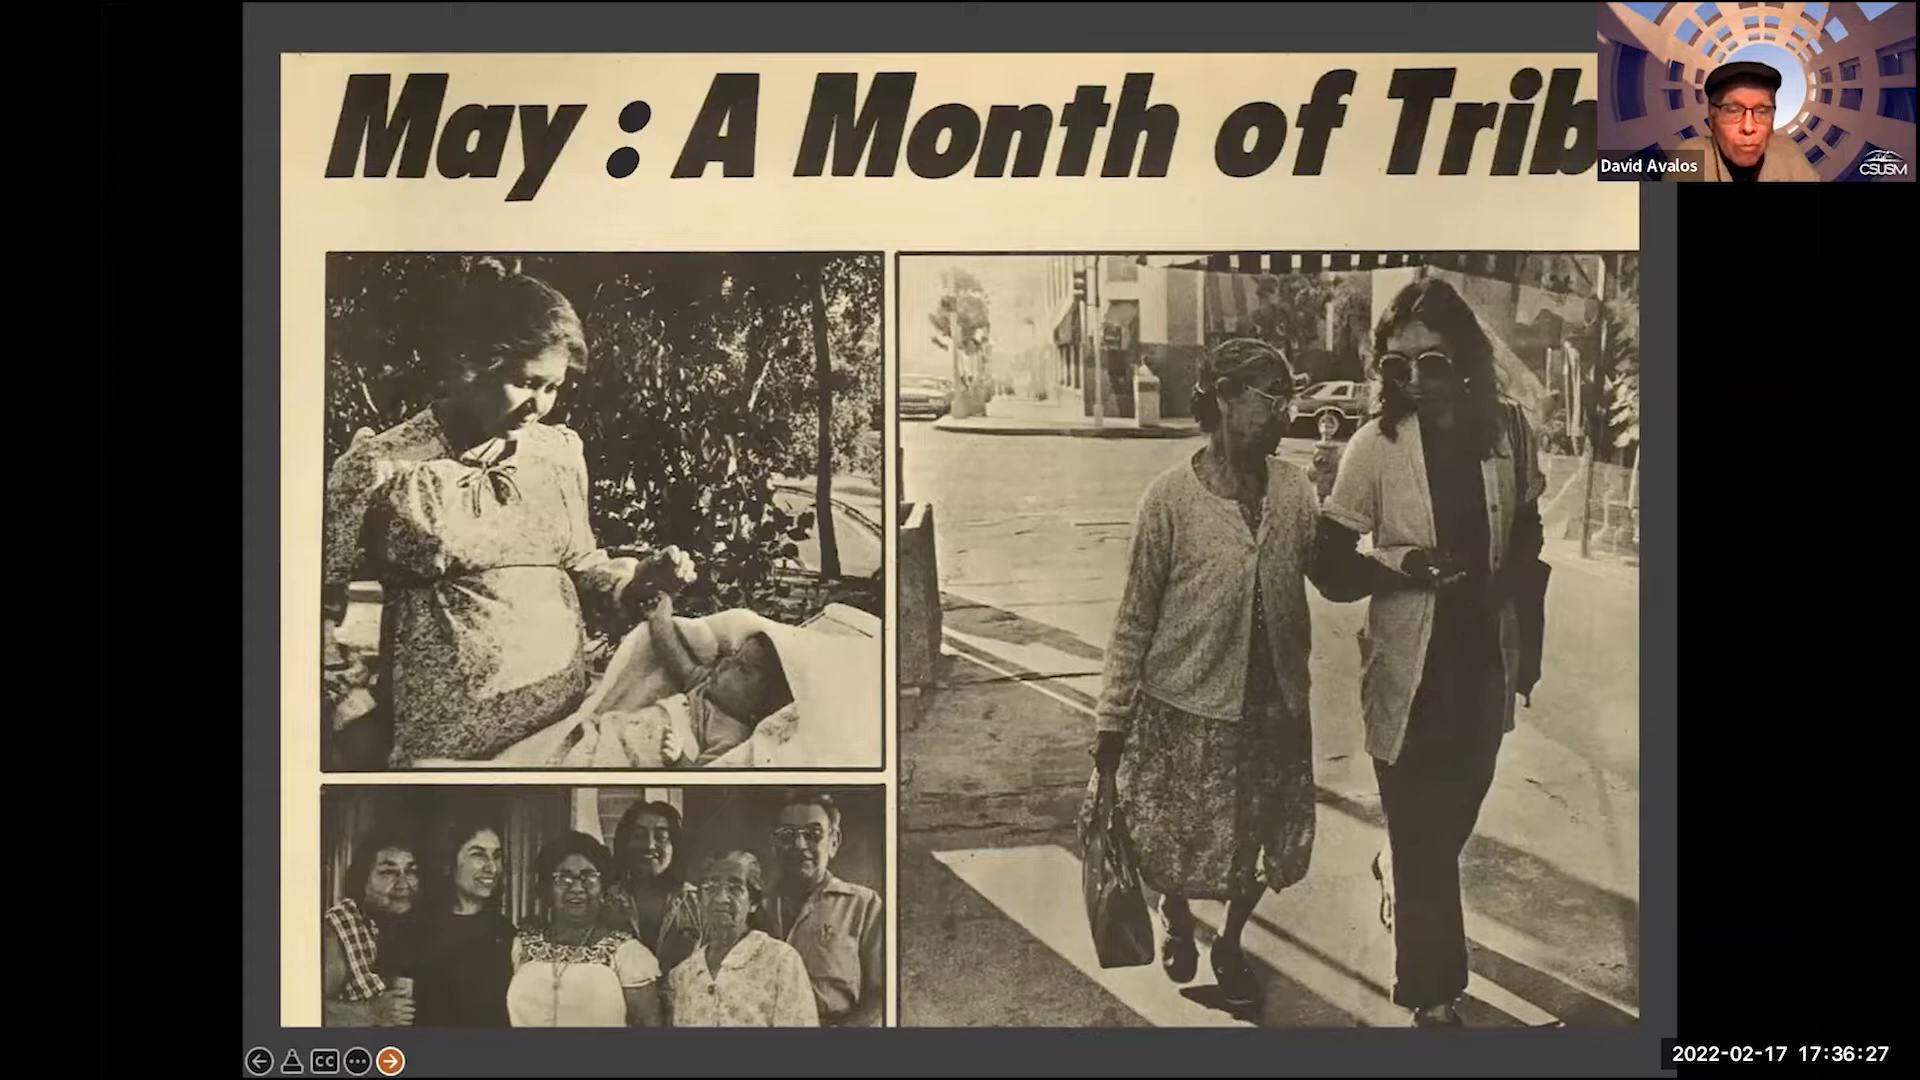 May : A Month of Trib
David Avalos
CSUSM
CC
2022-02-17 17:36:27